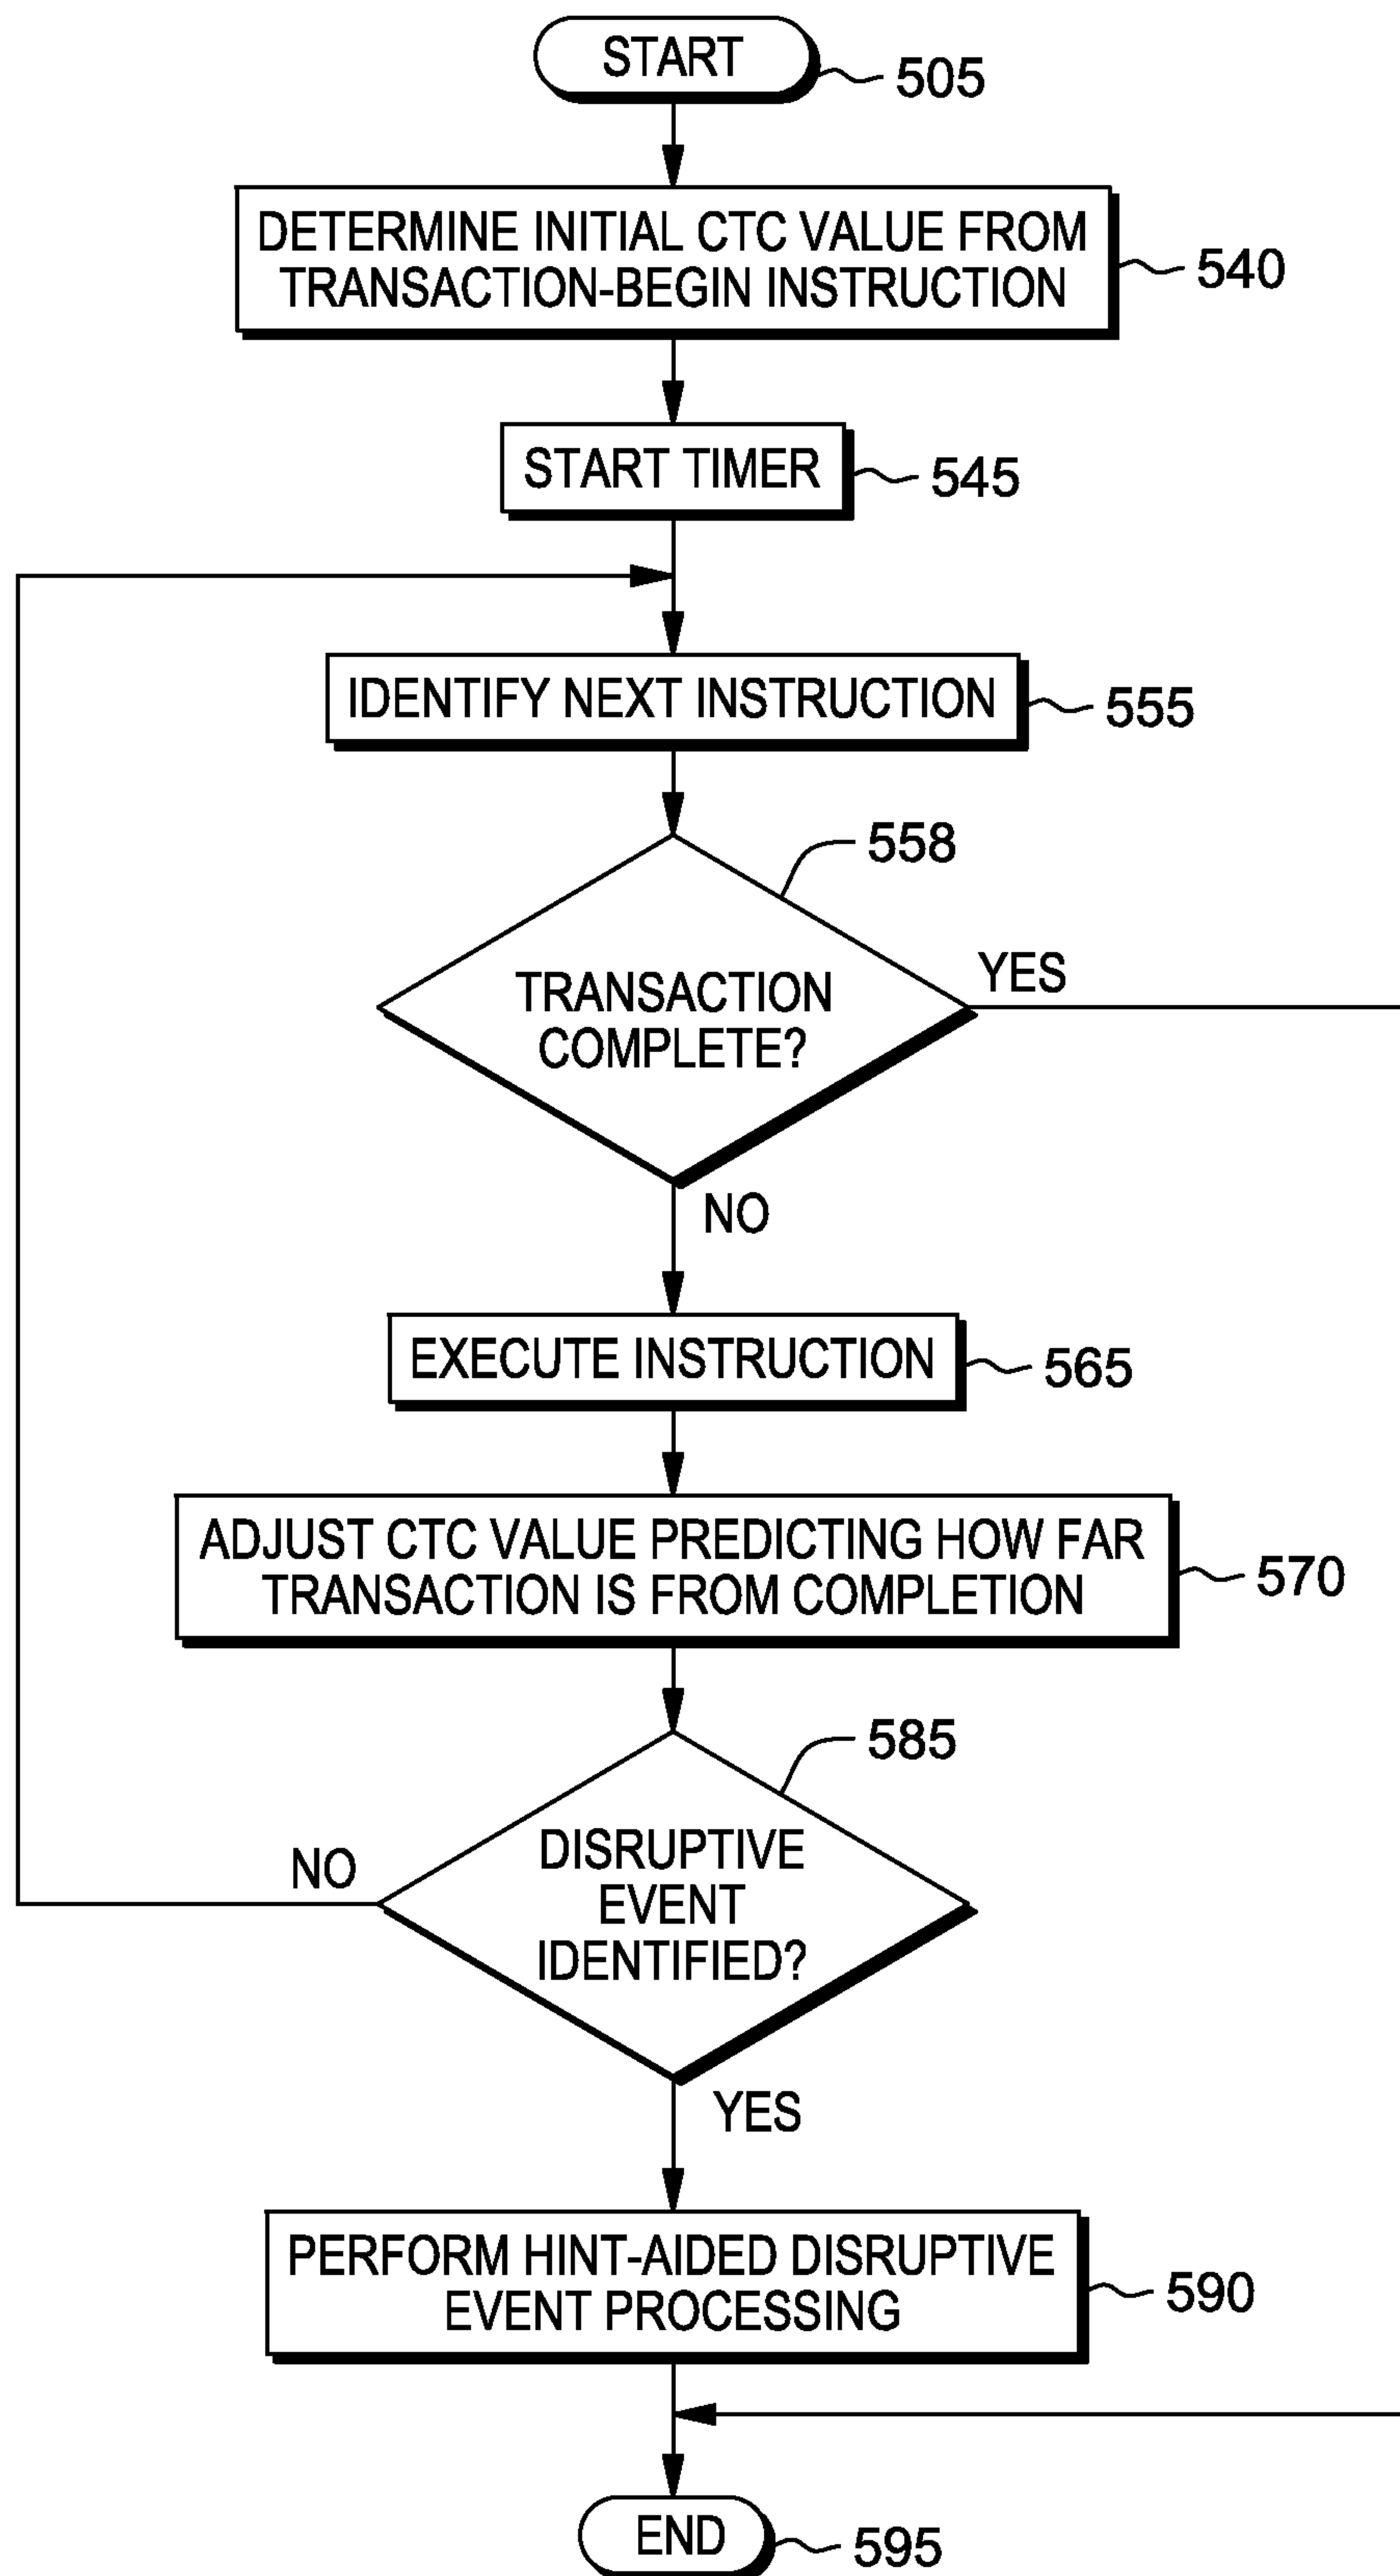 START
505
DETERMINE INITIAL CTC VALUE FROM
TRANSACTION-BEGIN INSTRUCTION
540
START TIMER
545
IDENTIFY NEXT INSTRUCTION
555
558
TRANSACTION
COMPLETE?
YES
NO
EXECUTE INSTRUCTION
565
ADJUST CTC VALUE PREDICTING HOW FAR
TRANSACTION IS FROM COMPLETION
570
585
DISRUPTIVE
EVENT
IDENTIFIED?
NO
YES
PERFORM HINT-AIDED DISRUPTIVE
EVENT PROCESSING
590
END
595